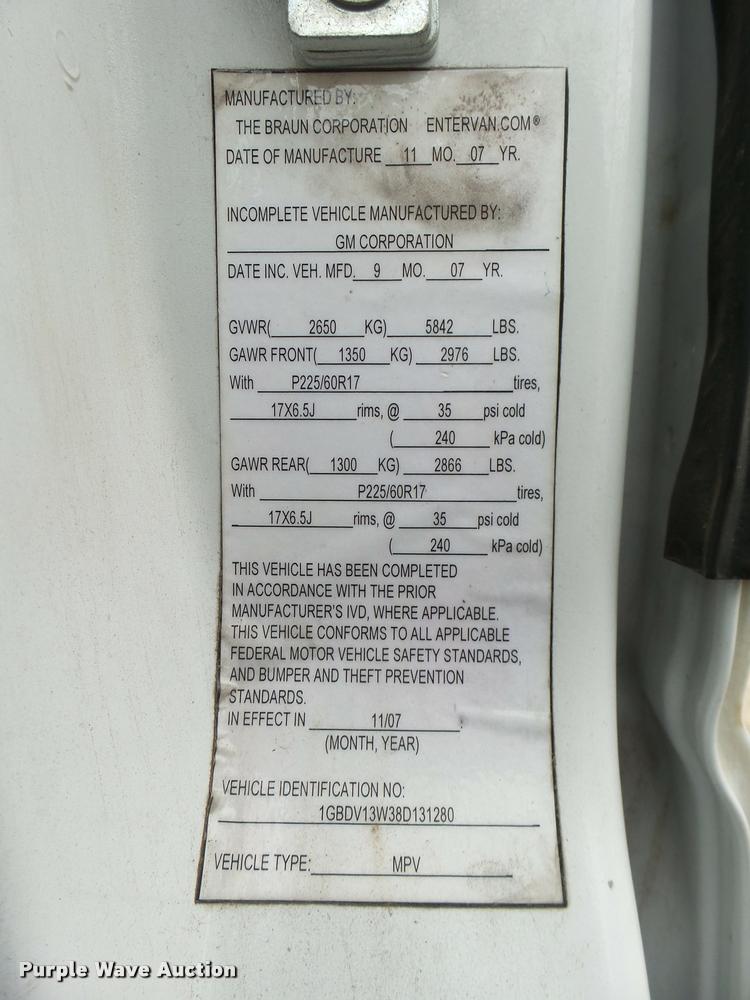 MANUFACTURED BY:
THE BRAUN CORPORATION ENTERVAN.COM®
DATE OF MANUFACTURE 11 MO. 07 YR.
INCOMPLETE VEHICLE MANUFACTURED BY:
GM CORPORATION
DATE INC. VEH. MFD. 9 MO. 07 YR.
GVWR( 2650 KG) 5842 LBS.
GAWR FRONT( 1350 KG) 2976 LBS.
With P225/60R17 tires,
17X6.5J rims, @ 35 psi cold
( 240 kPa cold)
GAWR REAR( 1300 KG) 2866 LBS.
With P225/60R17 tires,
17X6.5J rims, @ 35 psi cold
( 240 kPa cold)
THIS VEHICLE HAS BEEN COMPLETED
IN ACCORDANCE WITH THE PRIOR
MANUFACTURER'S IVD, WHERE APPLICABLE.
THIS VEHICLE CONFORMS TO ALL APPLICABLE
FEDERAL MOTOR VEHICLE SAFETY STANDARDS,
AND BUMPER AND THEFT PREVENTION
STANDARDS.
IN EFFECT IN 11/07.
(MONTH, YEAR)
VEHICLE IDENTIFICATION NO:
1GBDV13W38D131280
VEHICLE TYPE: MPV
Purple Wave Auction